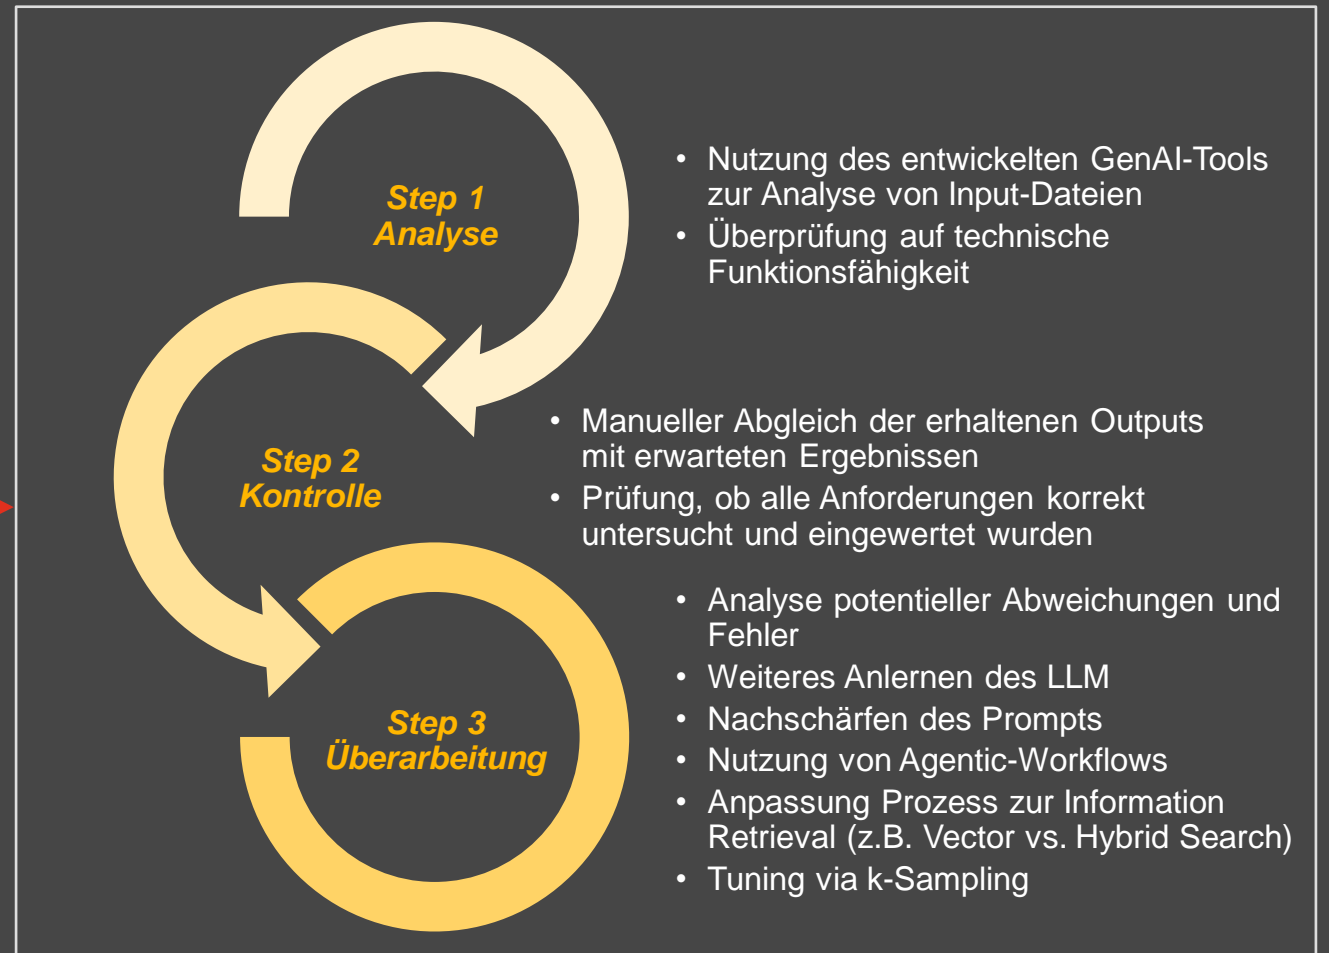 Step 1
Analyse
• Nutzung des entwickelten GenAI-Tools
zur Analyse von Input-Dateien
• Überprüfung auf technische
Funktionsfähigkeit
Step 2
Kontrolle
• Manueller Abgleich der erhaltenen Outputs
mit erwarteten Ergebnissen
• Prüfung, ob alle Anforderungen korrekt
untersucht und eingewertet wurden
Step 3
Überarbeitung
• Analyse potentieller Abweichungen und
Fehler
• Weiteres Anlernen des LLM
• Nachschärfen des Prompts
• Nutzung von Agentic-Workflows
• Anpassung Prozess zur Information
Retrieval (z.B. Vector vs. Hybrid Search)
• Tuning via k-Sampling